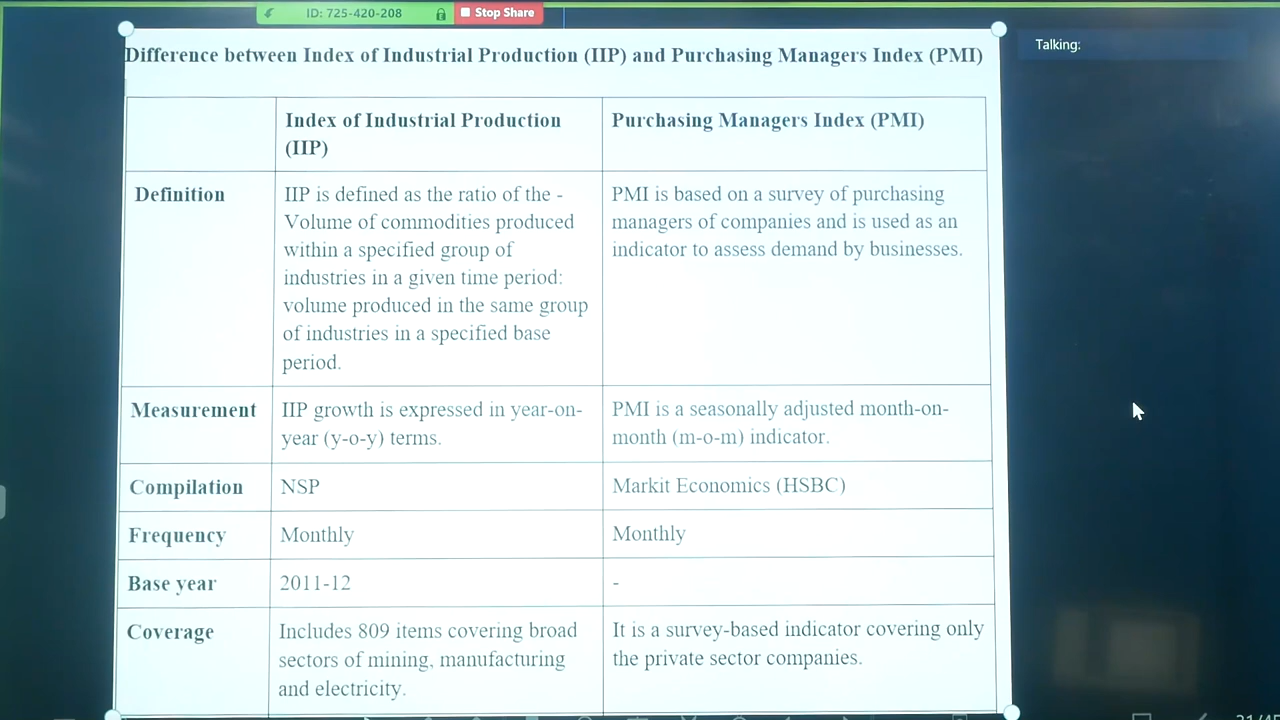 ID: 725-420-208
Stop Share
Talking:
Difference between Index of Industrial Production (IIP) and Purchasing Managers Index (PMI)
Index of Industrial Production
(IIP)
Purchasing Managers Index (PMI)
Definition
IIP is defined as the ratio of the -
Volume of commodities produced
within a specified group of
industries in a given time period:
volume produced in the same group
of industries in a specified base
period.
PMI is based on a survey of purchasing
managers of companies and is used as an
indicator to assess demand by businesses.
Measurement
IIP growth is expressed in year-on-
year (y-o-y) terms.
PMI is a seasonally adjusted month-on-
month (m-o-m) indicator.
Compilation
NSP
Markit Economics (HSBC)
Frequency
Monthly
Monthly
Base year
2011-12
-
Coverage
Includes 809 items covering broad
sectors of mining, manufacturing
and electricity.
It is a survey-based indicator covering only
the private sector companies.